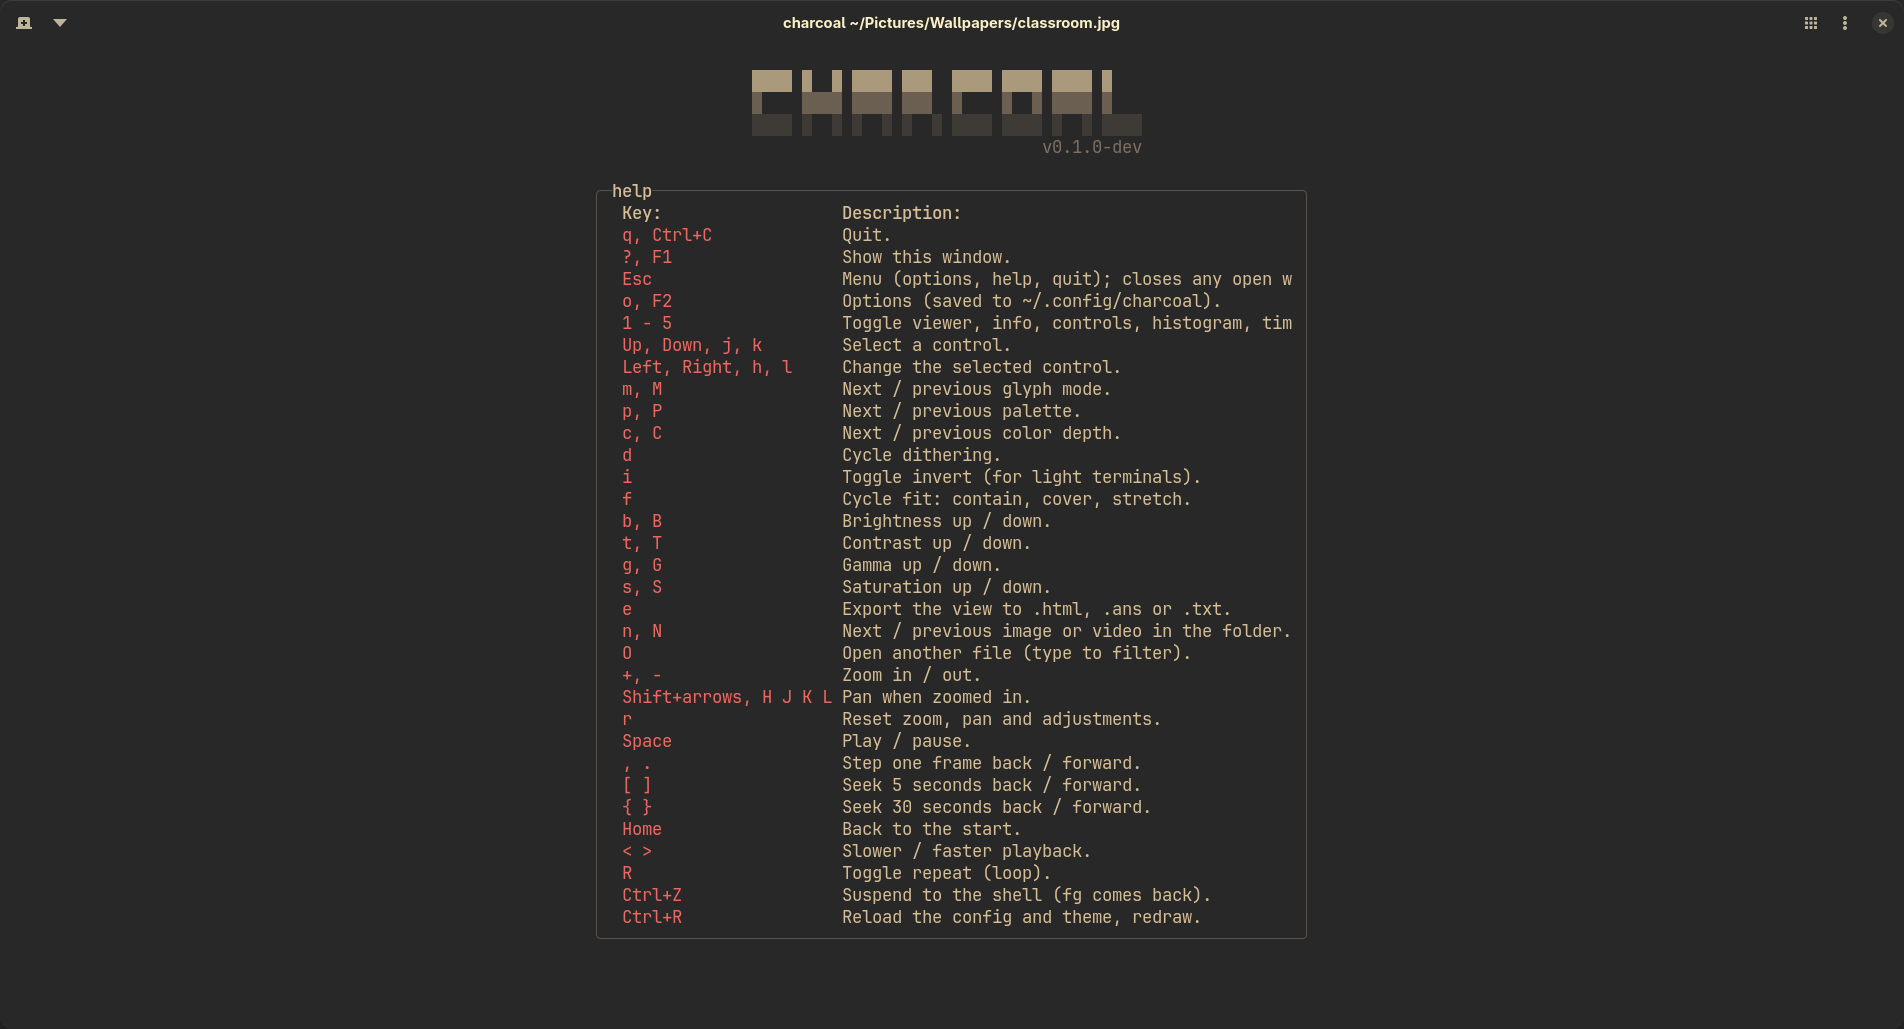 charcoal ~/Pictures/Wallpapers/classroom.jpg
CHARCOAL
v0.1.0-dev
help
Key: Description:
q, Ctrl+C Quit.
?, F1 Show this window.
Esc Menu (options, help, quit); closes any open w
o, F2 Options (saved to ~/.config/charcoal).
1 - 5 Toggle viewer, info, controls, histogram, tim
Up, Down, j, k Select a control.
Left, Right, h, l Change the selected control.
m, M Next / previous glyph mode.
p, P Next / previous palette.
c, C Next / previous color depth.
d Cycle dithering.
i Toggle invert (for light terminals).
f Cycle fit: contain, cover, stretch.
b, B Brightness up / down.
t, T Contrast up / down.
g, G Gamma up / down.
s, S Saturation up / down.
e Export the view to .html, .ans or .txt.
n, N Next / previous image or video in the folder.
O Open another file (type to filter).
+, - Zoom in / out.
Shift+arrows, H J K L Pan when zoomed in.
r Reset zoom, pan and adjustments.
Space Play / pause.
, . Step one frame back / forward.
[ ] Seek 5 seconds back / forward.
{ } Seek 30 seconds back / forward.
Home Back to the start.
< > Slower / faster playback.
R Toggle repeat (loop).
Ctrl+Z Suspend to the shell (fg comes back).
Ctrl+R Reload the config and theme, redraw.